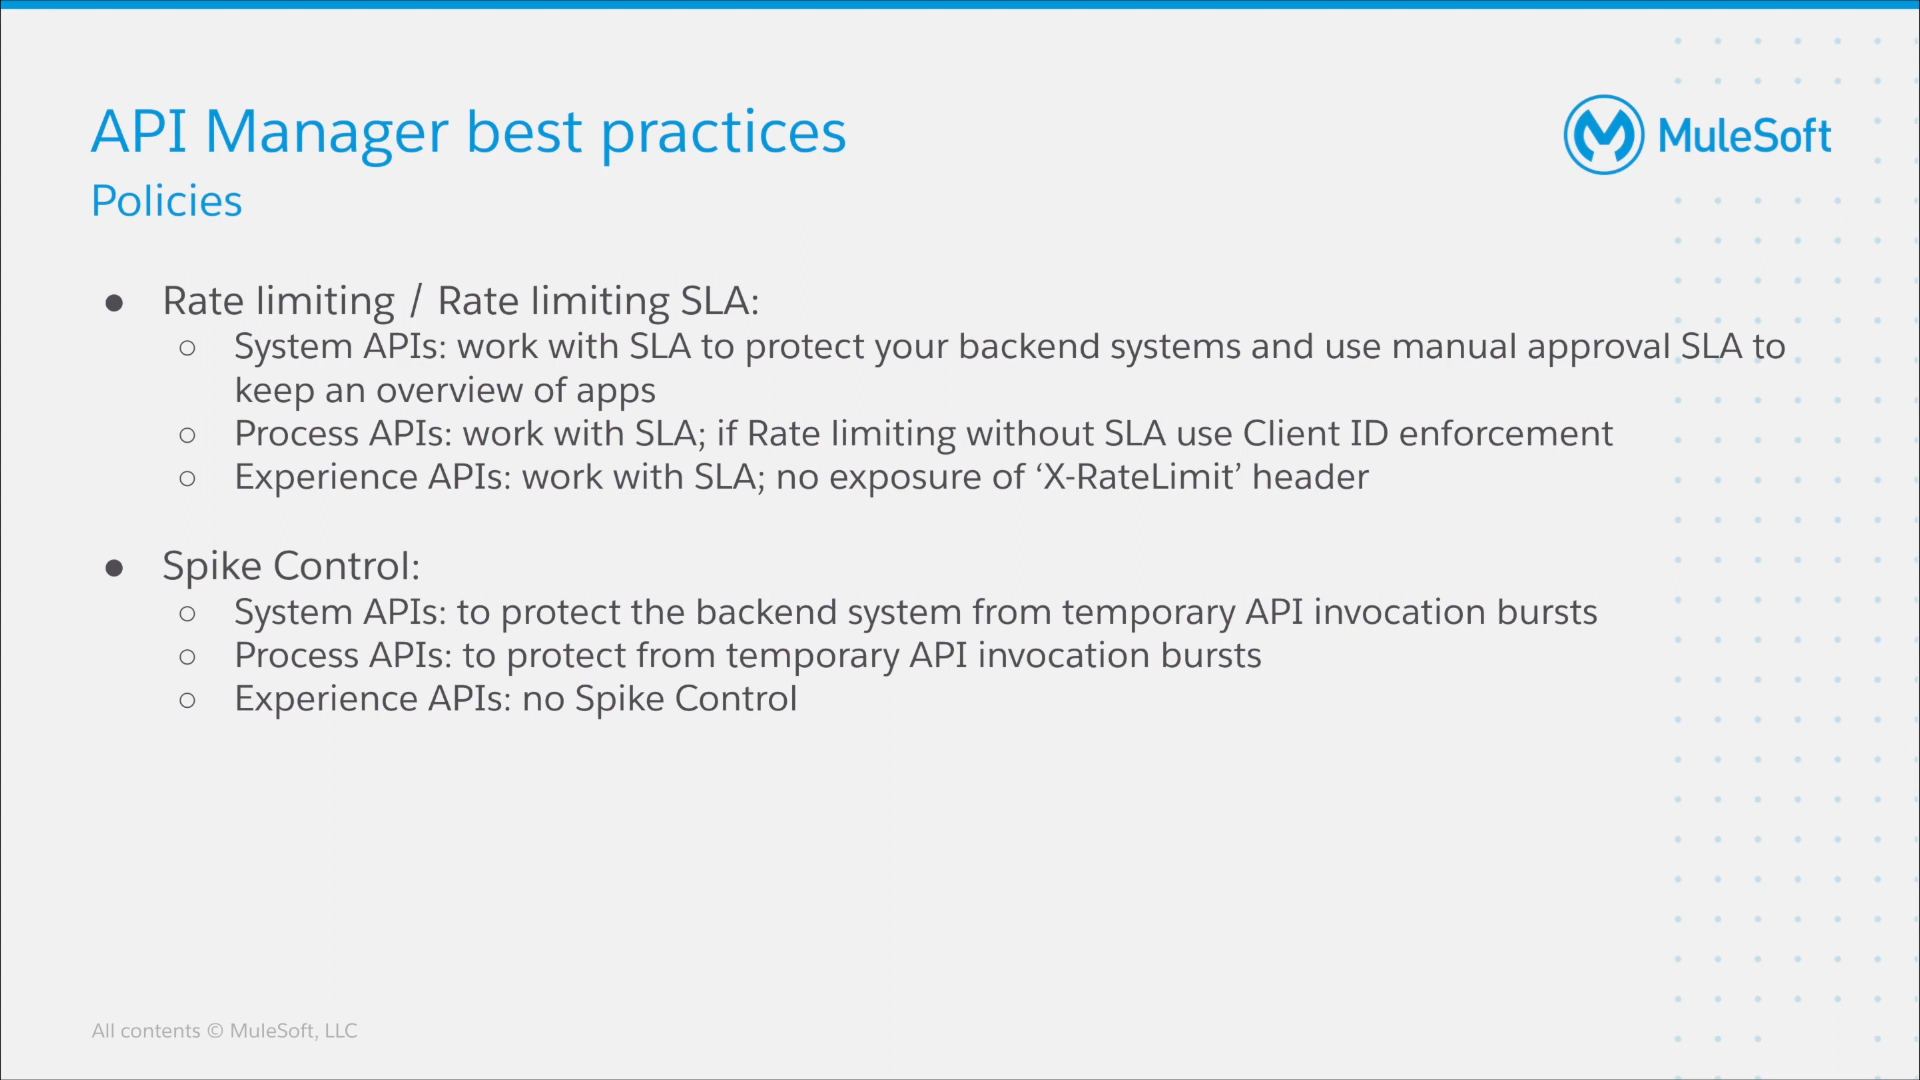 API Manager best practices
MuleSoft
Policies
● Rate limiting / Rate limiting SLA:
○ System APIs: work with SLA to protect your backend systems and use manual approval SLA to
keep an overview of apps
○ Process APIs: work with SLA; if Rate limiting without SLA use Client ID enforcement
○ Experience APIs: work with SLA; no exposure of ‘X-RateLimit’ header
● Spike Control:
○ System APIs: to protect the backend system from temporary API invocation bursts
○ Process APIs: to protect from temporary API invocation bursts
○ Experience APIs: no Spike Control
All contents © MuleSoft, LLC